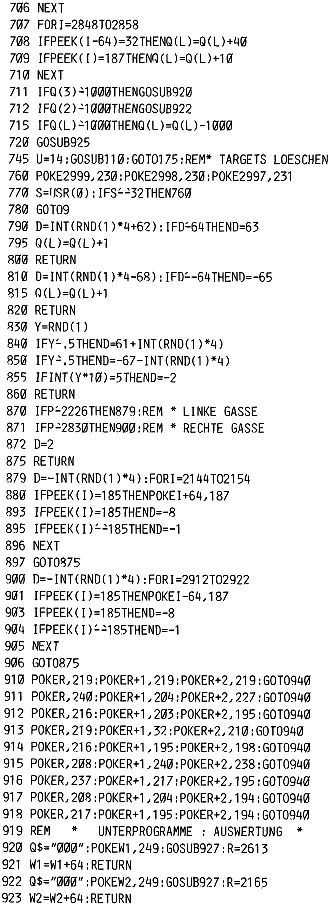 706 NEXT
707 FORI=2848TO2858
708 IFPEEK(I-64)=32THENQ(L)=Q(L)+40
709 IFPEEK(I)=187THENQ(L)=Q(L)+10
710 NEXT
711 IFQ(3)∸1000THENGOSUB920
712 IFQ(2)∸1000THENGOSUB922
715 IFQ(L)∸1000THENQ(L)=Q(L)-1000
720 GOSUB925
745 U=14:GOSUB110:GOTO175:REM* TARGETS LOESCHEN
760 POKE2999,230:POKE2998,230:POKE2997,231
770 S=USR(0):IFS∸∸32THEN760
780 GOTO9
790 D=INT(RND(1)*4+62):IFD∸64THEND=63
795 Q(L)=Q(L)+1
800 RETURN
810 D=INT(RND(1)*4-68):IFD∸-64THEND=-65
815 Q(L)=Q(L)+1
820 RETURN
830 Y=RND(1)
840 IFY∸.5THEND=61+INT(RND(1)*4)
850 IFY∸.5THEND=-67-INT(RND(1)*4)
855 IFINT(Y*10)=5THEND=-2
860 RETURN
870 IFP∸2226THEN879:REM * LINKE GASSE
871 IFP∸2830THEN900:REM * RECHTE GASSE
872 D=2
875 RETURN
879 D=-INT(RND(1)*4):FORI=2144TO2154
880 IFPEEK(I)=185THENPOKEI+64,187
893 IFPEEK(I)=185THEND=-8
895 IFPEEK(I)∸∸185THEND=-1
896 NEXT
897 GOTO875
900 D=-INT(RND(1)*4):FORI=2912TO2922
901 IFPEEK(I)=185THENPOKEI-64,187
903 IFPEEK(I)=185THEND=-8
904 IFPEEK(I)∸∸185THEND=-1
905 NEXT
906 GOTO875
910 POKER,219:POKER+1,219:POKER+2,219:GOTO940
911 POKER,240:POKER+1,204:POKER+2,227:GOTO940
912 POKER,216:POKER+1,203:POKER+2,195:GOTO940
913 POKER,219:POKER+1,32:POKER+2,210:GOTO940
914 POKER,216:POKER+1,195:POKER+2,198:GOTO940
915 POKER,208:POKER+1,240:POKER+2,238:GOTO940
916 POKER,237:POKER+1,217:POKER+2,195:GOTO940
917 POKER,208:POKER+1,204:POKER+2,194:GOTO940
918 POKER,217:POKER+1,195:POKER+2,194:GOTO940
919 REM * UNTERPROGRAMME : AUSWERTUNG *
920 Q$="000":POKEW1,249:GOSUB927:R=2613
921 W1=W1+64:RETURN
922 Q$="000":POKEW2,249:GOSUB927:R=2165
923 W2=W2+64:RETURN